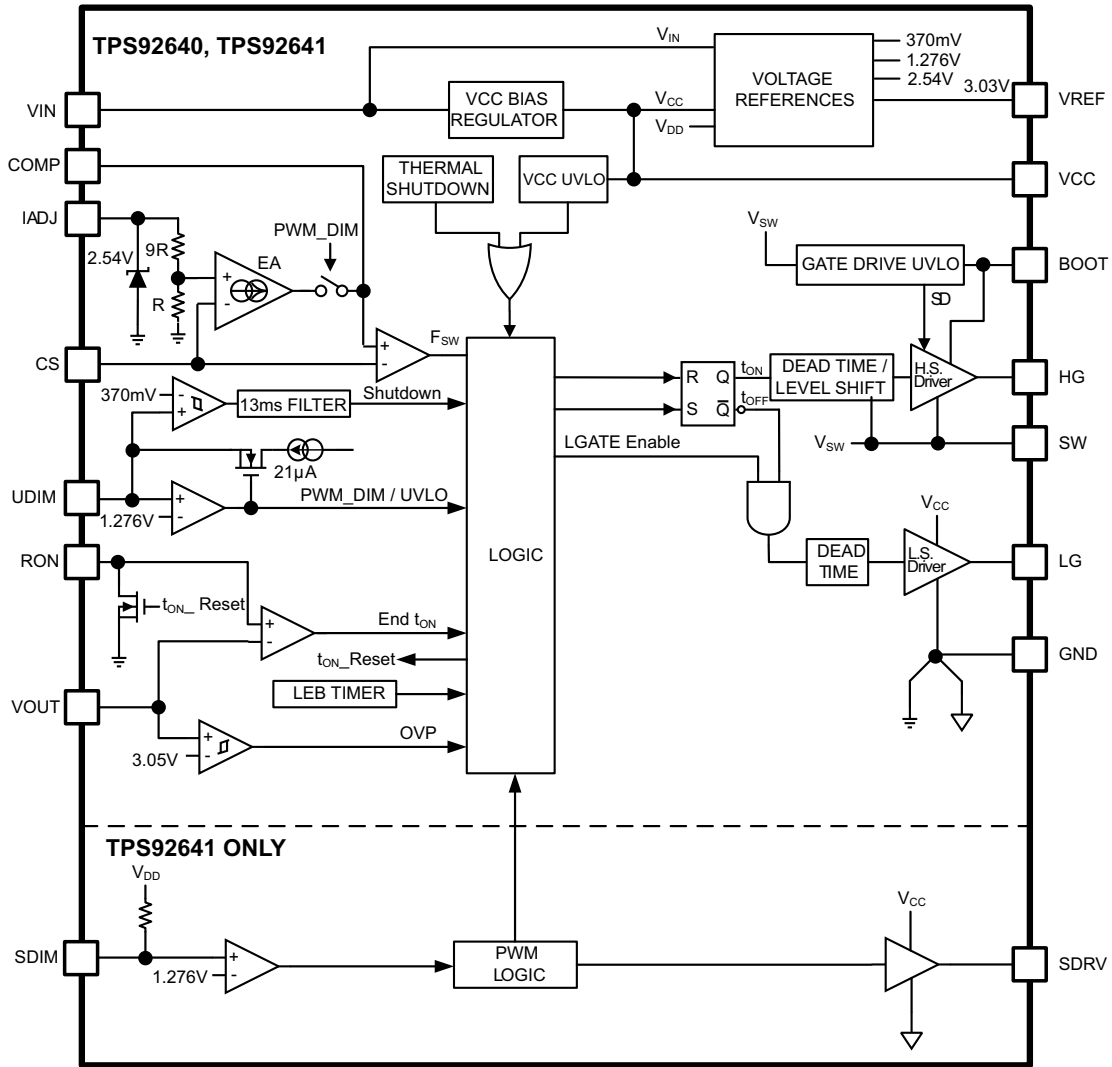 TPS92640, TPS92641
VIN
370mV
1.276V
2.54V
3.03V
VOLTAGE
REFERENCES
VREF
VIN
VCC BIAS
REGULATOR
VCC
VDD
COMP
THERMAL
SHUTDOWN
VCC UVLO
VCC
IADJ
2.54V
9R
R
EA
PWM_DIM
VSW
GATE DRIVE UVLO
BOOT
SD
CS
FSW
370mV
-
+
13ms FILTER
Shutdown
R Q
S Q
tON
tOFF
DEAD TIME /
LEVEL SHIFT
H.S.
Driver
HG
LGATE Enable
VSW
SW
21µA
UDIM
+
-
1.276V
PWM_DIM / UVLO
LOGIC
VCC
RON
DEAD
TIME
L.S.
Driver
LG
tON_ Reset
+
-
End tON
tON_Reset
GND
LEB TIMER
VOUT
+
-
3.05V
OVP
TPS92641 ONLY
VDD
VCC
SDIM
+
-
1.276V
PWM
LOGIC
SDRV